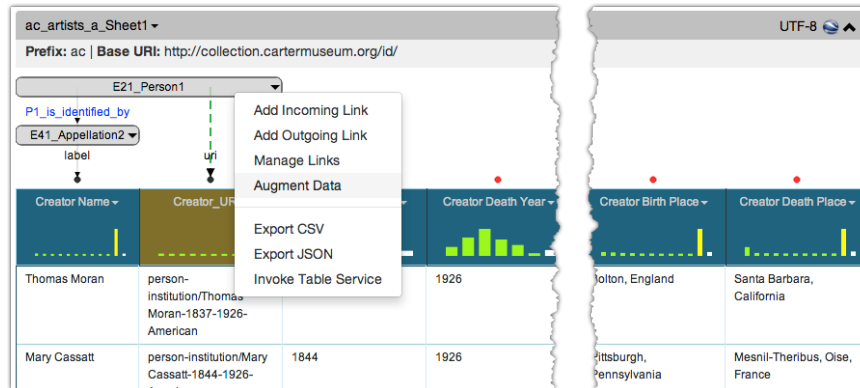 ac_artists_a_Sheet1
UTF-8
Prefix: ac | Base URI: http://collection.cartermuseum.org/id/
E21_Person1
P1_is_identified_by
E41_Appellation2
label
uri
Add Incoming Link
Add Outgoing Link
Manage Links
Augment Data
Export CSV
Export JSON
Invoke Table Service
Creator Name
Creator Death Year
Creator Birth Place
Creator Death Place
Thomas Moran
person-
institution/Thomas
Moran-1837-1926-
American
1926
Bolton, England
Santa Barbara,
California
Mary Cassatt
person-institution/Mary
Cassatt-1844-1926-
1844
1926
Pittsburgh,
Pennsylvania
Mesnil-Theribus, Oise,
France